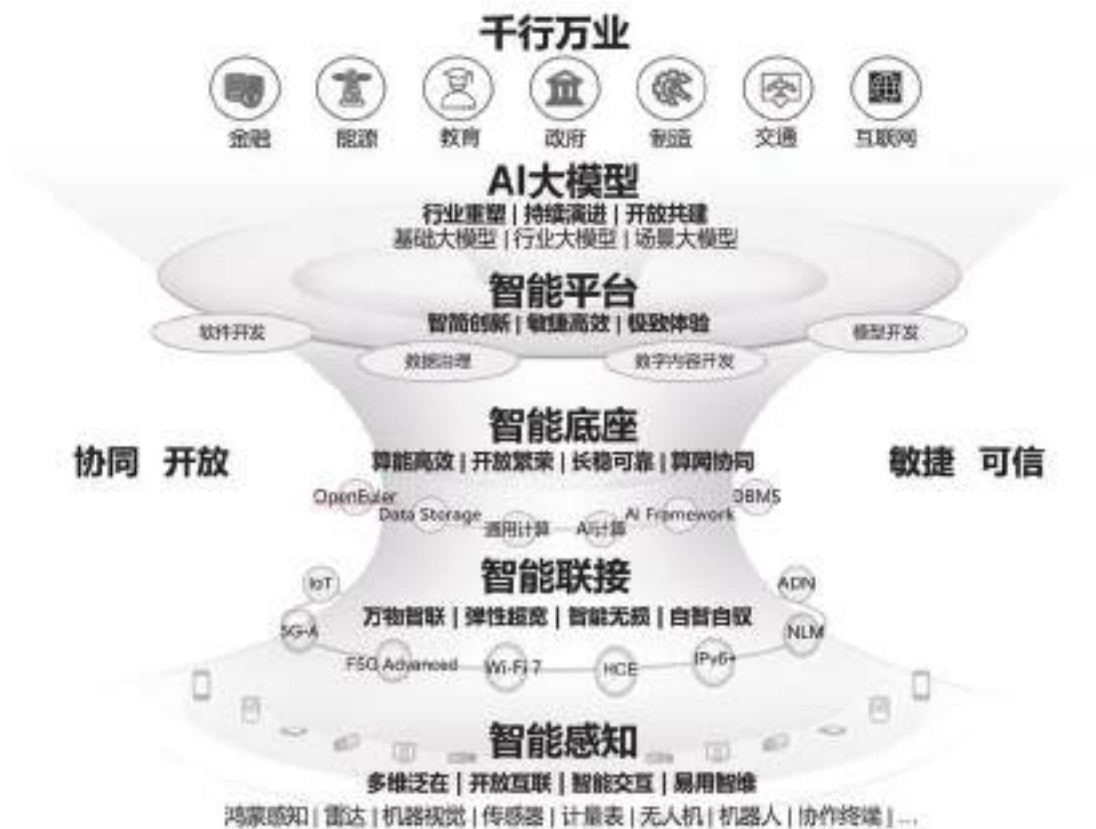 千行万业
金融 能源 教育 政府 制造 交通 互联网
AI大模型
行业重塑 | 持续演进 | 开放共建
基础大模型 | 行业大模型 | 场景大模型
智能平台
智简创新 | 敏捷高效 | 极致体验
软件开发 模型开发
数据治理 数字内容开发
智能底座
协同 开放 敏捷 可信
算能高效 | 开放繁荣 | 长稳可靠 | 算网协同
OpenEuler DBMS
Data Storage AI Framework
通用计算 AI计算
智能联接
IoT ADN
万物智联 | 弹性超宽 | 智能无损 | 自智自驭
5G-A NLM
F5G Advanced Wi-Fi 7 HCE IPv6+
智能感知
多维泛在 | 开放互联 | 智能交互 | 易用智维
鸿蒙感知 | 雷达 | 机器视觉 | 传感器 | 计量表 | 无人机 | 机器人 | 协作终端 | …